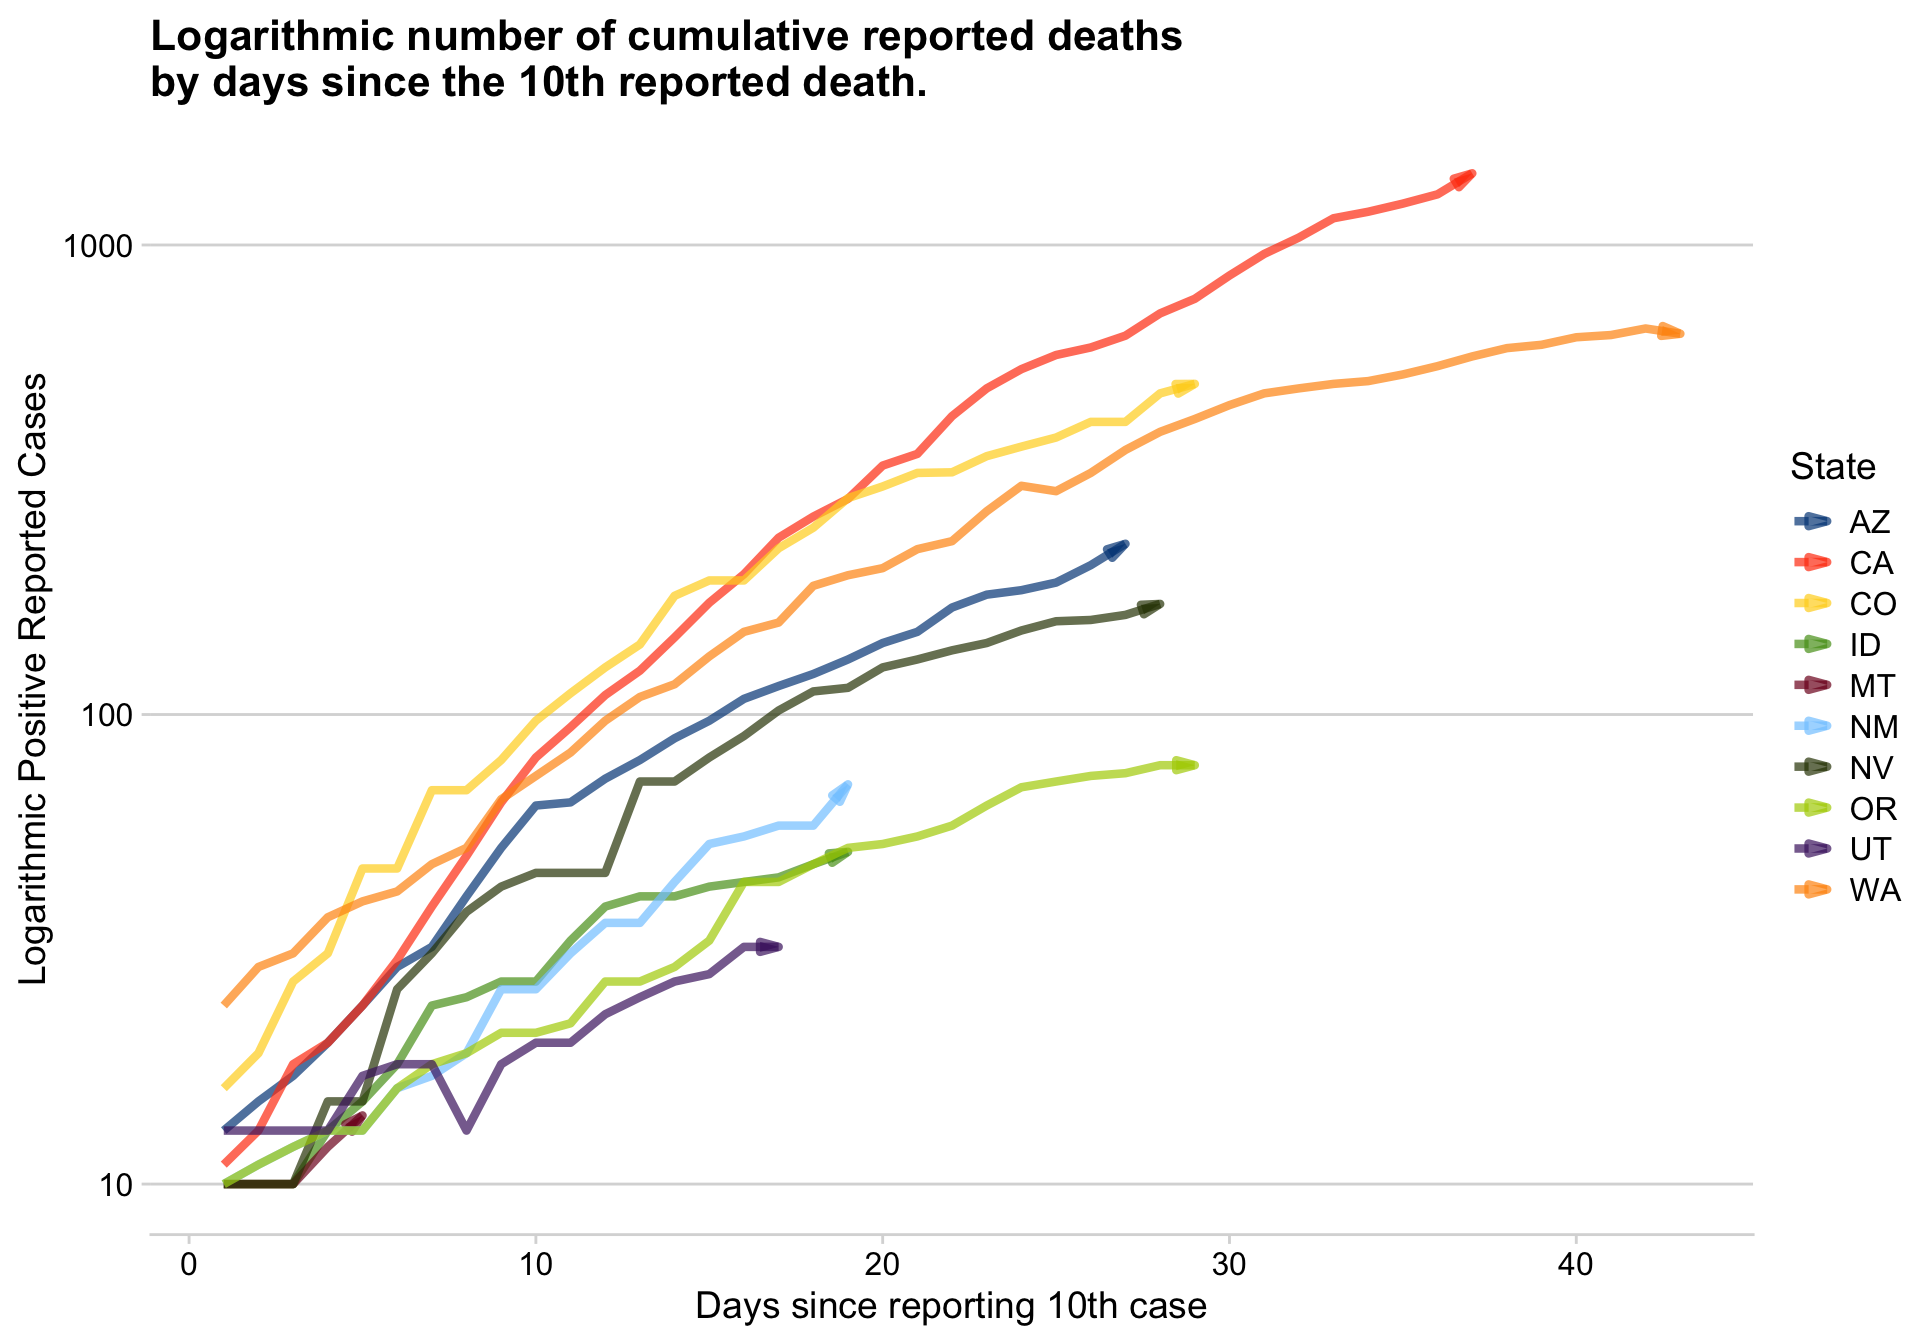 Logarithmic number of cumulative reported deaths
by days since the 10th reported death.
Logarithmic Positive Reported Cases
1000
100
10
0
10
20
30
40
Days since reporting 10th case
State
AZ
CA
CO
ID
MT
NM
NV
OR
UT
WA